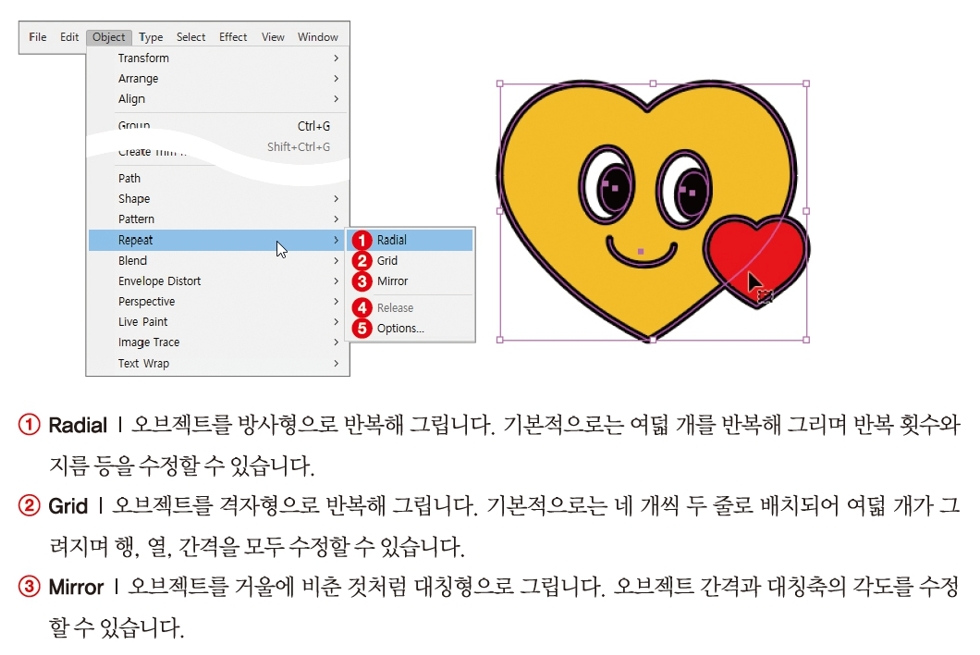 File Edit Object Type Select Effect View Window
Transform
Arrange
Align
Group Ctrl+G
Shift+Ctrl+G
Path
Shape
Pattern
Repeat
Blend
Envelope Distort
Perspective
Live Paint
Image Trace
Text Wrap
1 Radial
2 Grid
3 Mirror
4 Release
5 Options...
① Radial | 오브젝트를 방사형으로 반복해 그립니다. 기본적으로는 여덟 개를 반복해 그리며 반복 횟수와
지름 등을 수정할 수 있습니다.
② Grid | 오브젝트를 격자형으로 반복해 그립니다. 기본적으로는 네 개씩 두 줄로 배치되어 여덟 개가 그
려지며 행, 열, 간격을 모두 수정할 수 있습니다.
③ Mirror | 오브젝트를 거울에 비춘 것처럼 대칭형으로 그립니다. 오브젝트 간격과 대칭축의 각도를 수정
할 수 있습니다.